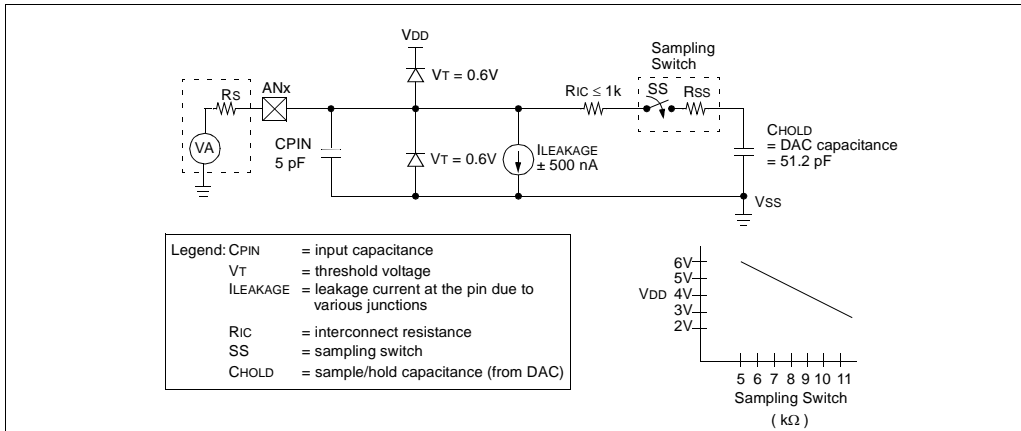 VDD
Sampling
Switch
VT = 0.6V
ANx
RS
RIC ≤ 1k
SS
RSS
CPIN
5 pF
VA
VT = 0.6V
ILEAKAGE
± 500 nA
CHOLD
= DAC capacitance
= 51.2 pF
VSS
Legend: CPIN = input capacitance
VT = threshold voltage
ILEAKAGE = leakage current at the pin due to
various junctions
RIC = interconnect resistance
SS = sampling switch
CHOLD = sample/hold capacitance (from DAC)
6V
5V
VDD 4V
3V
2V
5 6 7 8 9 10 11
Sampling Switch
( kΩ )